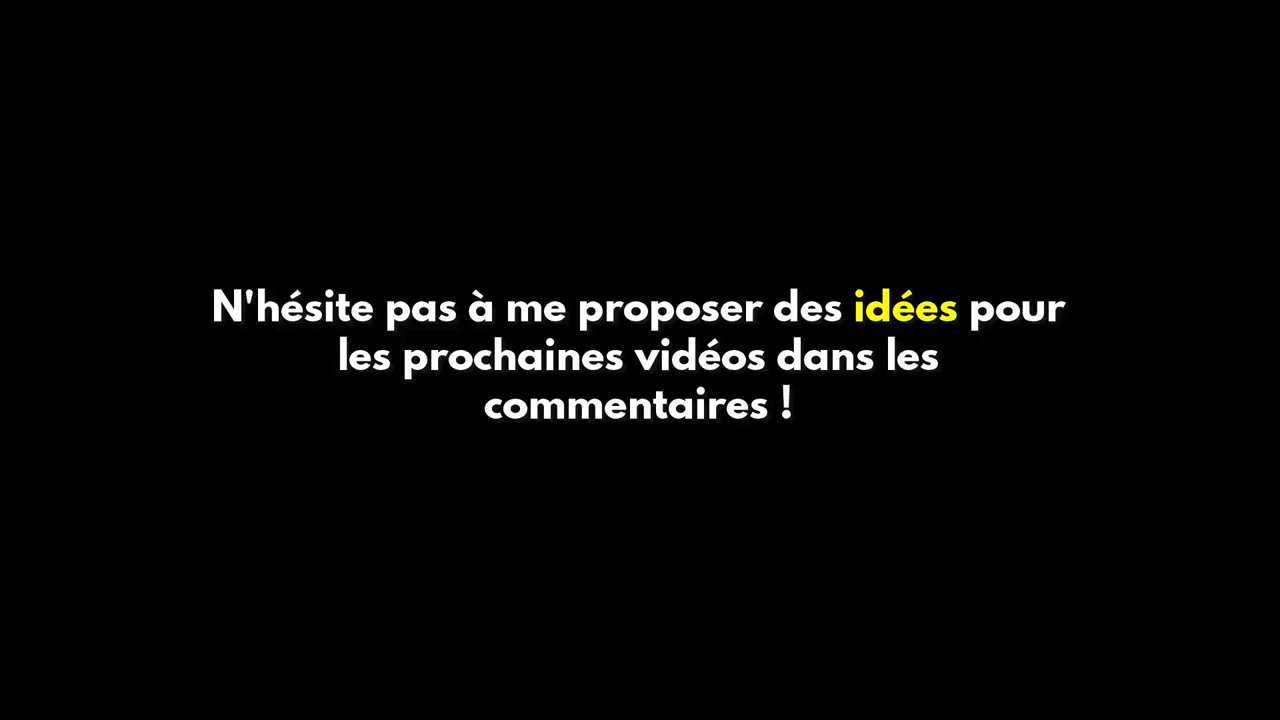 N'hésite pas à me proposer des idées pour
les prochaines vidéos dans les
commentaires !